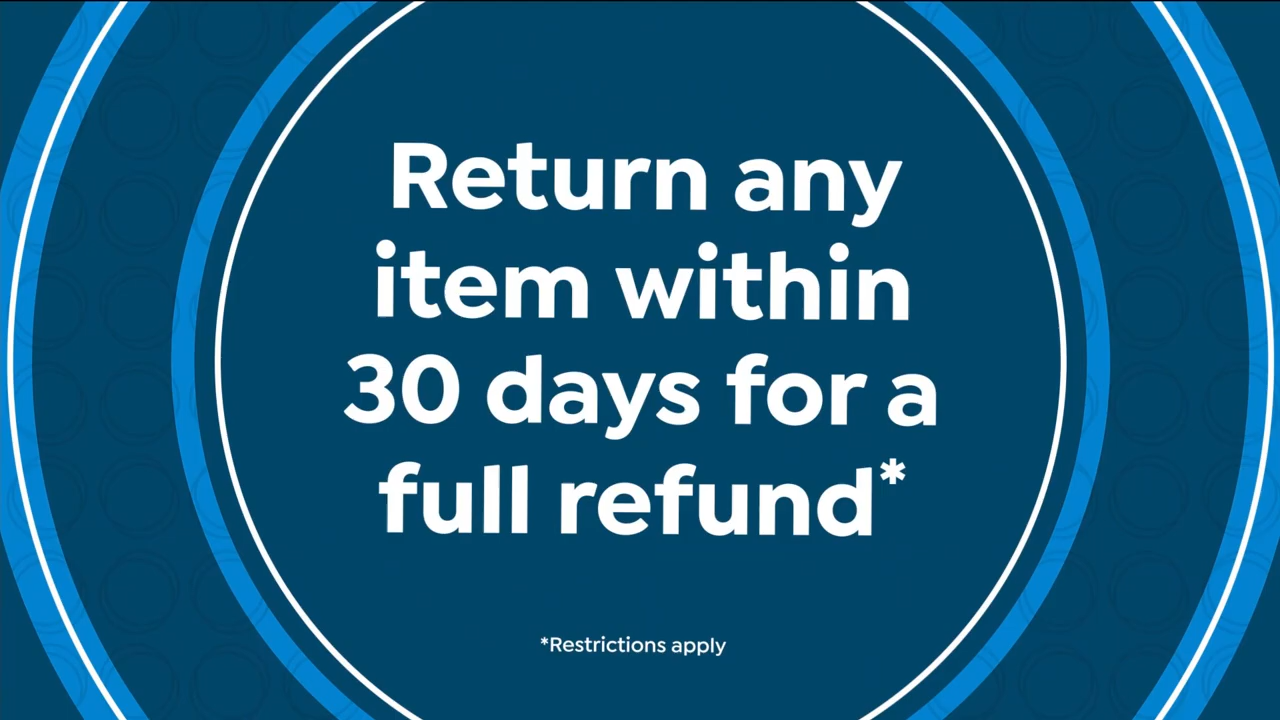 Return any
item within
30 days for a
full refund*
*Restrictions apply